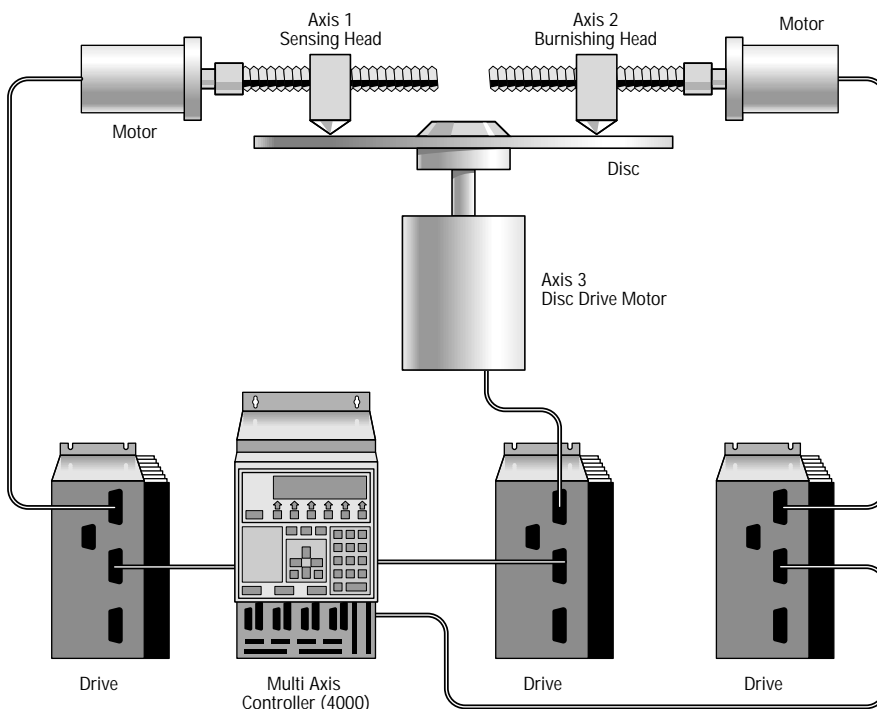 Axis 1
Sensing Head
Axis 2
Burnishing Head
Motor
Motor
Disc
Axis 3
Disc Drive Motor
Drive
Multi Axis
Controller (4000)
Drive
Drive